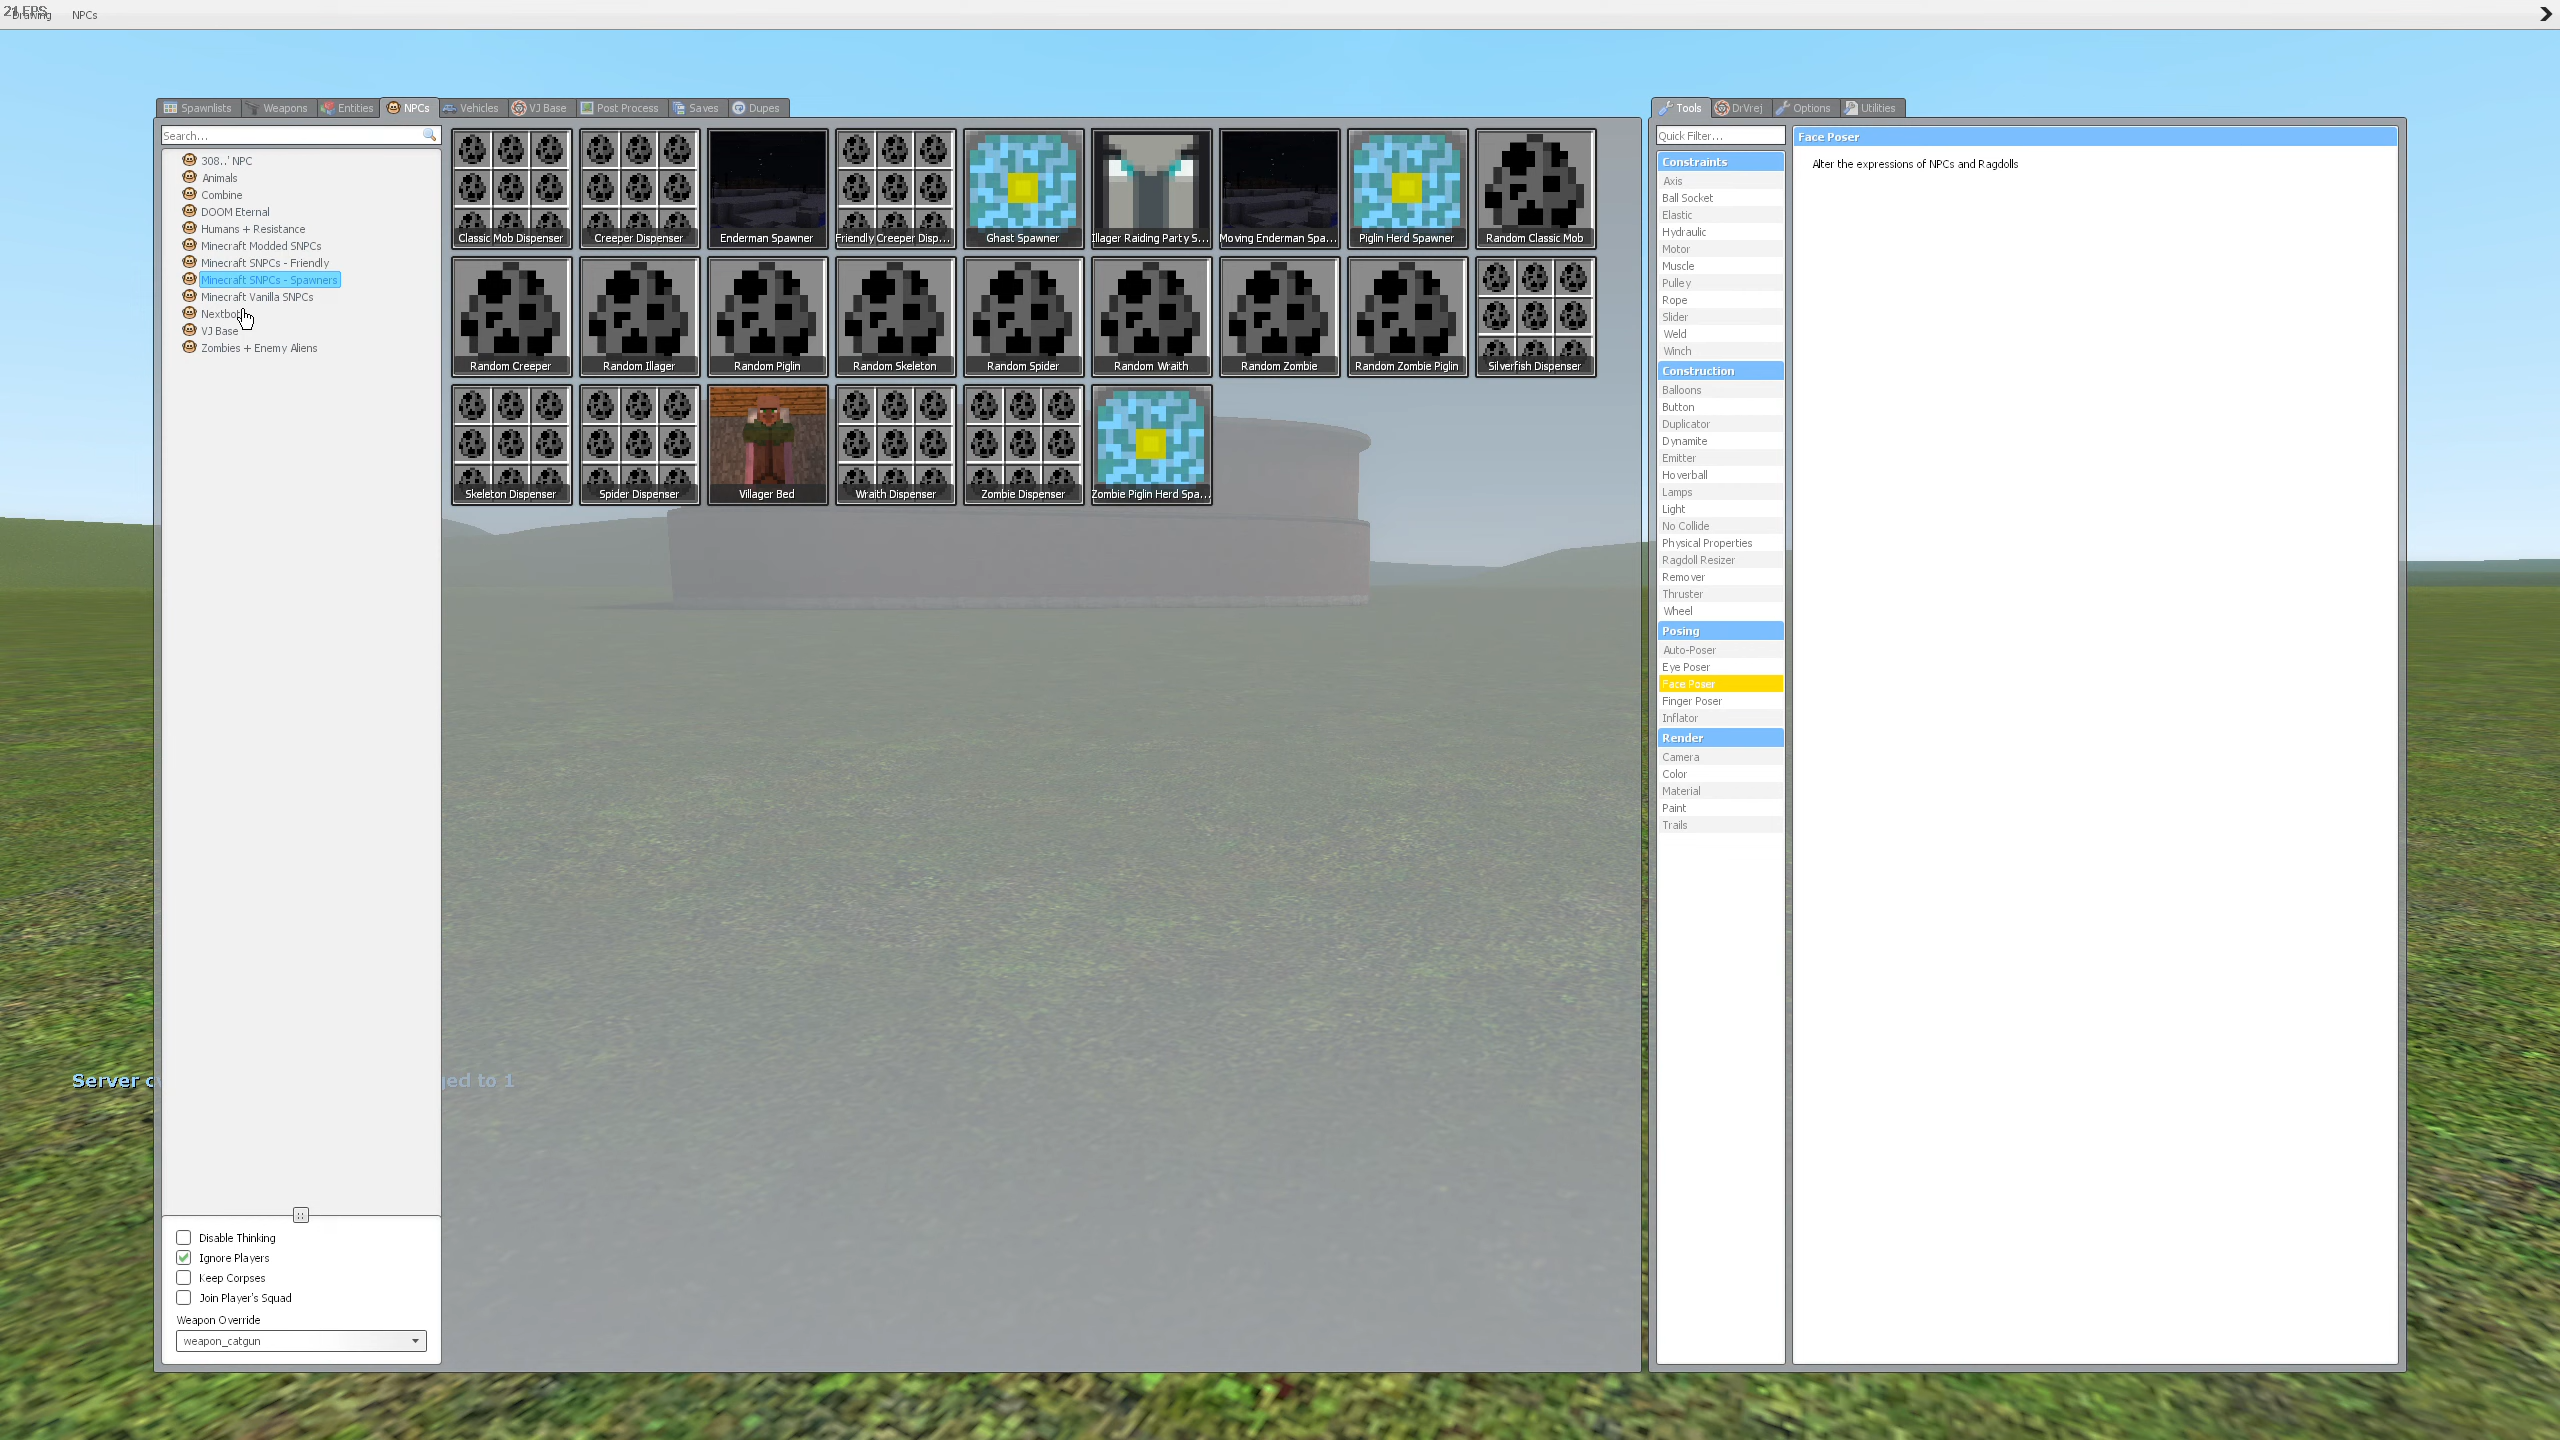 21 FPS
Drawing NPCs
Spawnlists Weapons Entities NPCs Vehicles VJ Base Post Process Saves Dupes
Search...
308..' NPC
Animals
Combine
DOOM Eternal
Humans + Resistance
Minecraft Modded SNPCs
Minecraft SNPCs - Friendly
Minecraft SNPCs - Spawners
Minecraft Vanilla SNPCs
VJ Base
Zombies + Enemy Aliens
Classic Mob Dispenser Creeper Dispenser Enderman Spawner Friendly Creeper Disp... Ghast Spawner Illager Raiding Party S... Moving Enderman Spa... Piglin Herd Spawner Random Classic Mob
Random Creeper Random Illager Random Piglin Random Skeleton Random Spider Random Wraith Random Zombie Random Zombie Piglin Silverfish Dispenser
Skeleton Dispenser Spider Dispenser Villager Bed Wraith Dispenser Zombie Dispenser Zombie Piglin Herd Spa...
Server
to 1
Disable Thinking
Ignore Players
Keep Corpses
Join Player's Squad
Weapon Override
weapon_catgun
Tools DrVrej Options Utilities
Quick Filter...
Constraints
Axis
Ball Socket
Elastic
Hydraulic
Motor
Muscle
Pulley
Rope
Slider
Weld
Winch
Construction
Balloons
Button
Duplicator
Dynamite
Emitter
Hoverball
Lamps
Light
No Collide
Physical Properties
Ragdoll Resizer
Remover
Thruster
Wheel
Posing
Auto-Poser
Eye Poser
Face Poser
Finger Poser
Inflator
Render
Camera
Color
Material
Paint
Trails
Face Poser
Alter the expressions of NPCs and Ragdolls